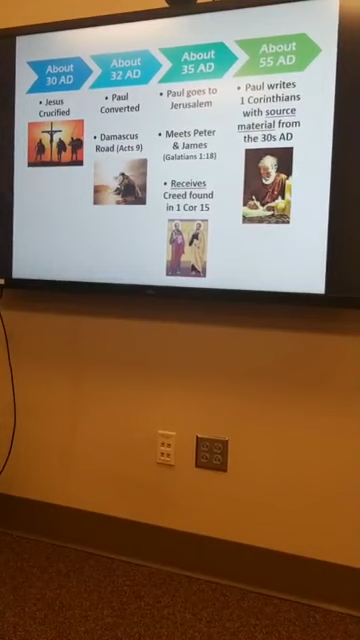 About
30 AD
• Jesus
Crucified
About
32 AD
• Paul
Converted
• Damascus
Road (Acts 9)
About
35 AD
• Paul goes to
Jerusalem
• Meets Peter
& James
(Galatians 1:18)
• Receives
Creed found
in 1 Cor 15
About
55 AD
• Paul writes
1 Corinthians
with source
material from
the 30s AD